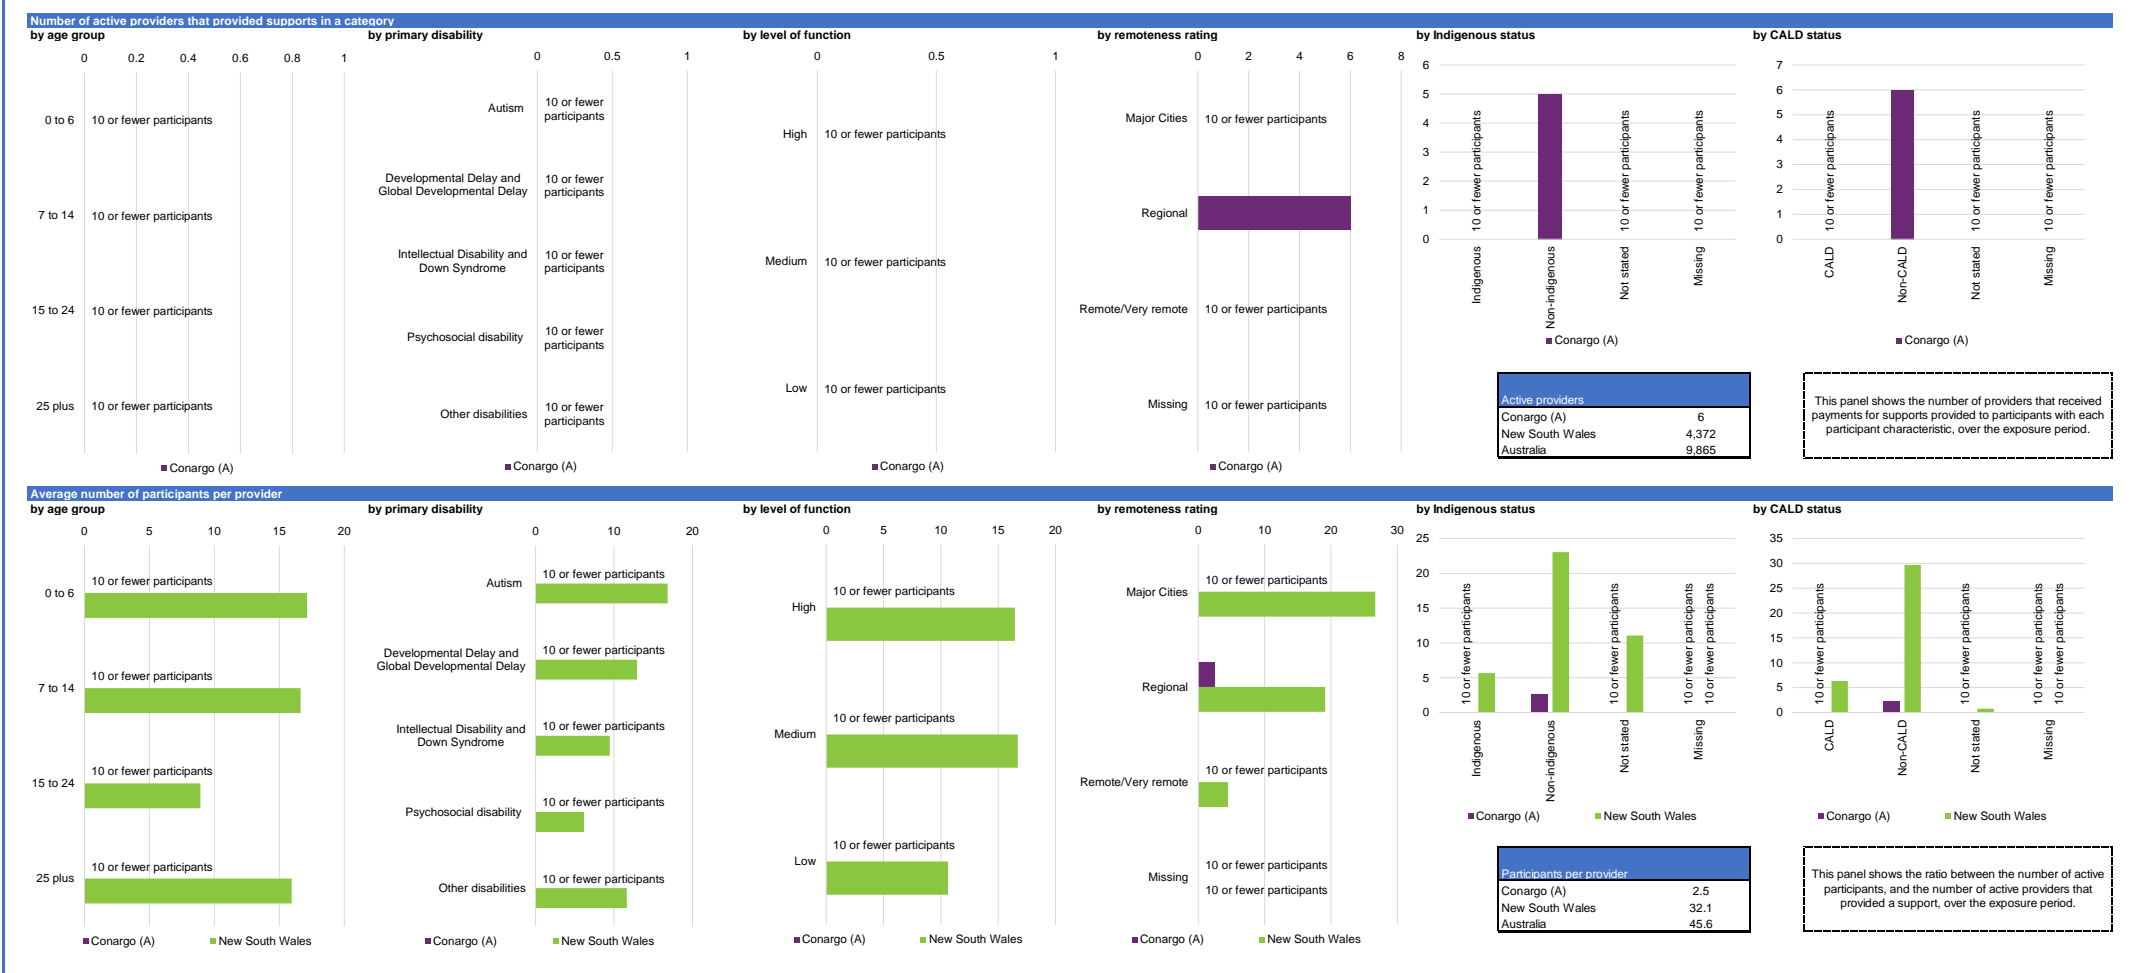 Number of active providers that provided supports in a category
by age group
0 0.2 0.4 0.6 0.8 1
0 to 6 10 or fewer participants
7 to 14 10 or fewer participants
15 to 24 10 or fewer participants
25 plus 10 or fewer participants
Conargo (A)
by primary disability
0 0.5 1
Autism
10 or fewer
participants
Developmental Delay and
Global Developmental Delay
10 or fewer
participants
Intellectual Disability and
Down Syndrome
10 or fewer
participants
Psychosocial disability
10 or fewer
participants
Other disabilities
10 or fewer
participants
Conargo (A)
by level of function
0 0.5 1
High 10 or fewer participants
Medium 10 or fewer participants
Low 10 or fewer participants
Conargo (A)
by remoteness rating
0 2 4 6 8
Major Cities 10 or fewer participants
Regional
Remote/Very remote 10 or fewer participants
Missing 10 or fewer participants
Conargo (A)
by Indigenous status
6
5
4
3
2
1
0
10 or fewer participants
10 or fewer participants
10 or fewer participants
Indigenous
Non-indigenous
Not stated
Missing
Conargo (A)
by CALD status
7
6
5
4
3
2
1
0
10 or fewer participants
10 or fewer participants
10 or fewer participants
CALD
Non-CALD
Not stated
Missing
Conargo (A)
Active providers
Conargo (A) 6
New South Wales 4,372
Australia 9,865
This panel shows the number of providers that received
payments for supports provided to participants with each
participant characteristic, over the exposure period.
Average number of participants per provider
by age group
0 5 10 15 20
0 to 6
10 or fewer participants
7 to 14
10 or fewer participants
15 to 24
10 or fewer participants
25 plus
10 or fewer participants
Conargo (A) New South Wales
by primary disability
0 10 20
Autism
10 or fewer participants
Developmental Delay and
Global Developmental Delay
10 or fewer participants
Intellectual Disability and
Down Syndrome
10 or fewer participants
Psychosocial disability
10 or fewer participants
Other disabilities
10 or fewer participants
Conargo (A) New South Wales
by level of function
0 5 10 15 20
High
10 or fewer participants
Medium
10 or fewer participants
Low
10 or fewer participants
Conargo (A) New South Wales
by remoteness rating
0 10 20 30
Major Cities
10 or fewer participants
Regional
Remote/Very remote
10 or fewer participants
Missing
10 or fewer participants
10 or fewer participants
Conargo (A) New South Wales
by Indigenous status
25
20
15
10
5
0
10 or fewer participants
10 or fewer participants
10 or fewer participants
10 or fewer participants
Indigenous
Non-indigenous
Not stated
Missing
Conargo (A) New South Wales
by CALD status
35
30
25
20
15
10
5
0
10 or fewer participants
10 or fewer participants
10 or fewer participants
10 or fewer participants
CALD
Non-CALD
Not stated
Missing
Conargo (A) New South Wales
Participants per provider
Conargo (A) 2.5
New South Wales 32.1
Australia 45.6
This panel shows the ratio between the number of active
participants, and the number of active providers that
provided a support, over the exposure period.